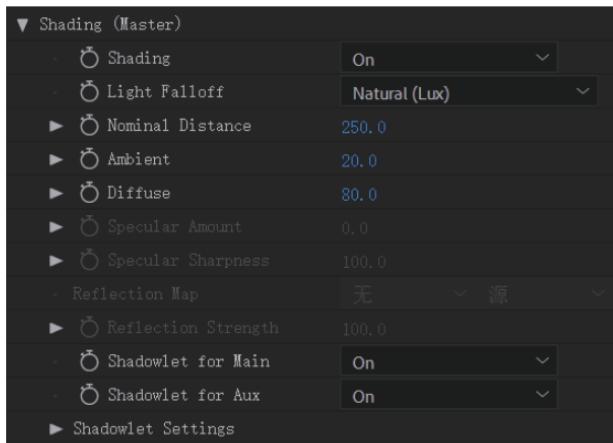 Shading (Master)
Shading On
Light Falloff Natural (Lux)
Nominal Distance 250.0
Ambient 20.0
Diffuse 80.0
Specular Amount 0.0
Specular Sharpness 100.0
Reflection Map 无 源
Reflection Strength 100.0
Shadowlet for Main On
Shadowlet for Aux On
Shadowlet Settings